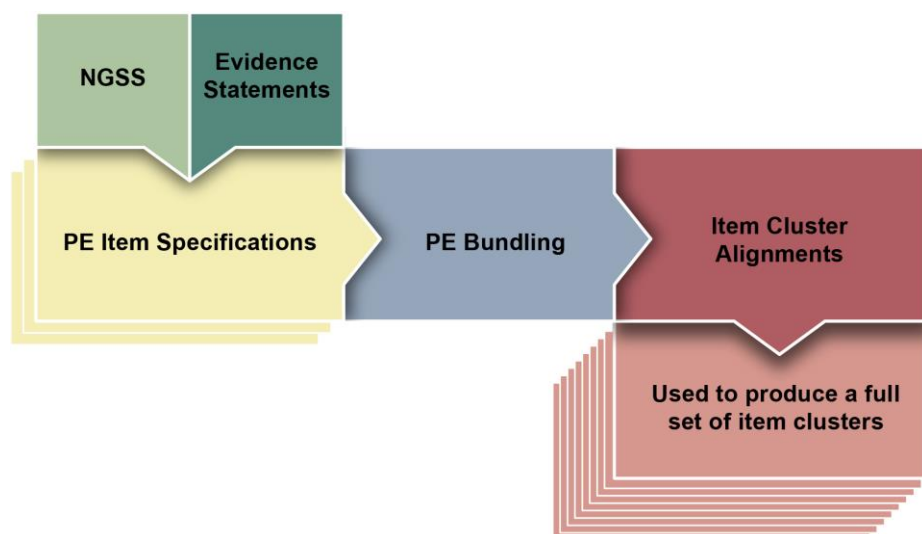 NGSS
Evidence
Statements
PE Item Specifications
PE Bundling
Item Cluster
Alignments
Used to produce a full
set of item clusters